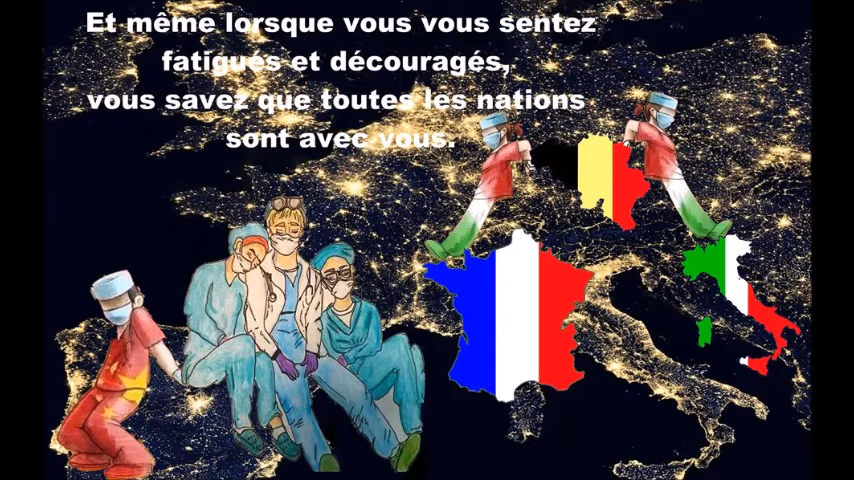 Et même lorsque vous vous sentez
fatigués et découragés,
vous savez que toutes les nations
sont avec vous.